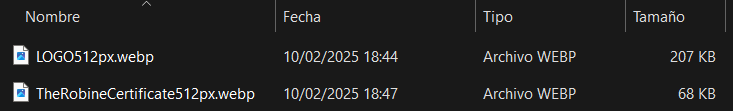 Nombre Fecha Tipo Tamaño
LOGO512px.webp 10/02/2025 18:44 Archivo WEBP 207 KB
TheRobineCertificate512px.webp 10/02/2025 18:47 Archivo WEBP 68 KB